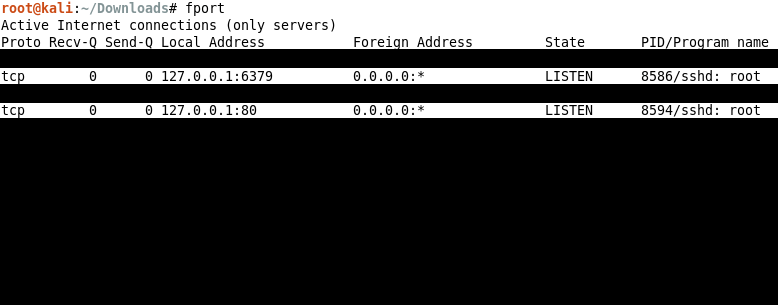 root@kali:~/Downloads# fport
Active Internet connections (only servers)
Proto Recv-Q Send-Q Local Address           Foreign Address         State       PID/Program name
tcp        0      0 127.0.0.1:6379          0.0.0.0:*               LISTEN      8586/sshd: root
tcp        0      0 127.0.0.1:80            0.0.0.0:*               LISTEN      8594/sshd: root